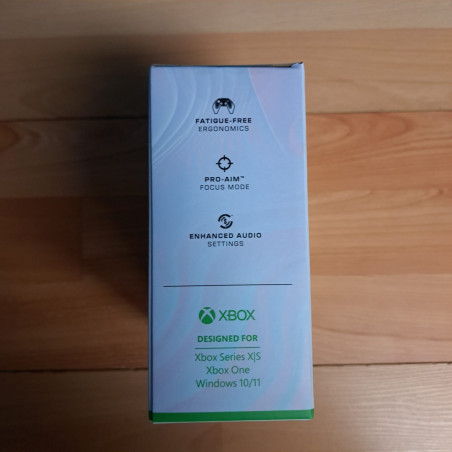 FATIGUE-FREE
ERGONOMICS
PRO-AIM™
FOCUS MODE
ENHANCED AUDIO
SETTINGS
XBOX
DESIGNED FOR
Xbox Series X|S
Xbox One
Windows 10/11